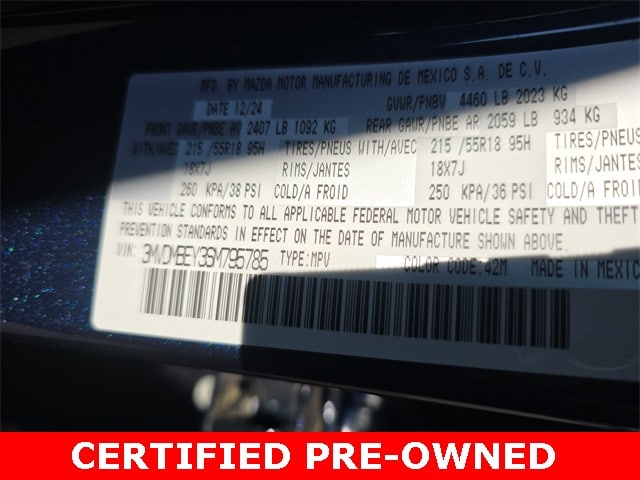 MFD. BY MAZDA MOTOR MANUFACTURING DE MEXICO S.A. DE C.V.
DATE 12/24 GVWR/PNBV 4460 LB 2023 KG
FRONT GAWR/PNBE AV 2407 LB 1092 KG REAR GAWR/PNBE AR 2059 LB 934 KG
WITH/AVEC 215 /55R18 95H TIRES/PNEUS WITH/AVEC 215 /55R18 95H TIRES/PNEUS
18X7J RIMS/JANTES 18X7J RIMS/JANTES
260 KPA/38 PSI COLD/A FROID 250 KPA/36 PSI COLD/A FROID
THIS VEHICLE CONFORMS TO ALL APPLICABLE FEDERAL MOTOR VEHICLE SAFETY AND THEFT
PREVENTION STANDARDS IN EFFECT ON THE DATE OF MANUFACTURE SHOWN ABOVE.
VIN: 3MVDMBEY3SM795785 TYPE:MPV COLOR CODE:42M MADE IN MEXICO
CERTIFIED PRE-OWNED